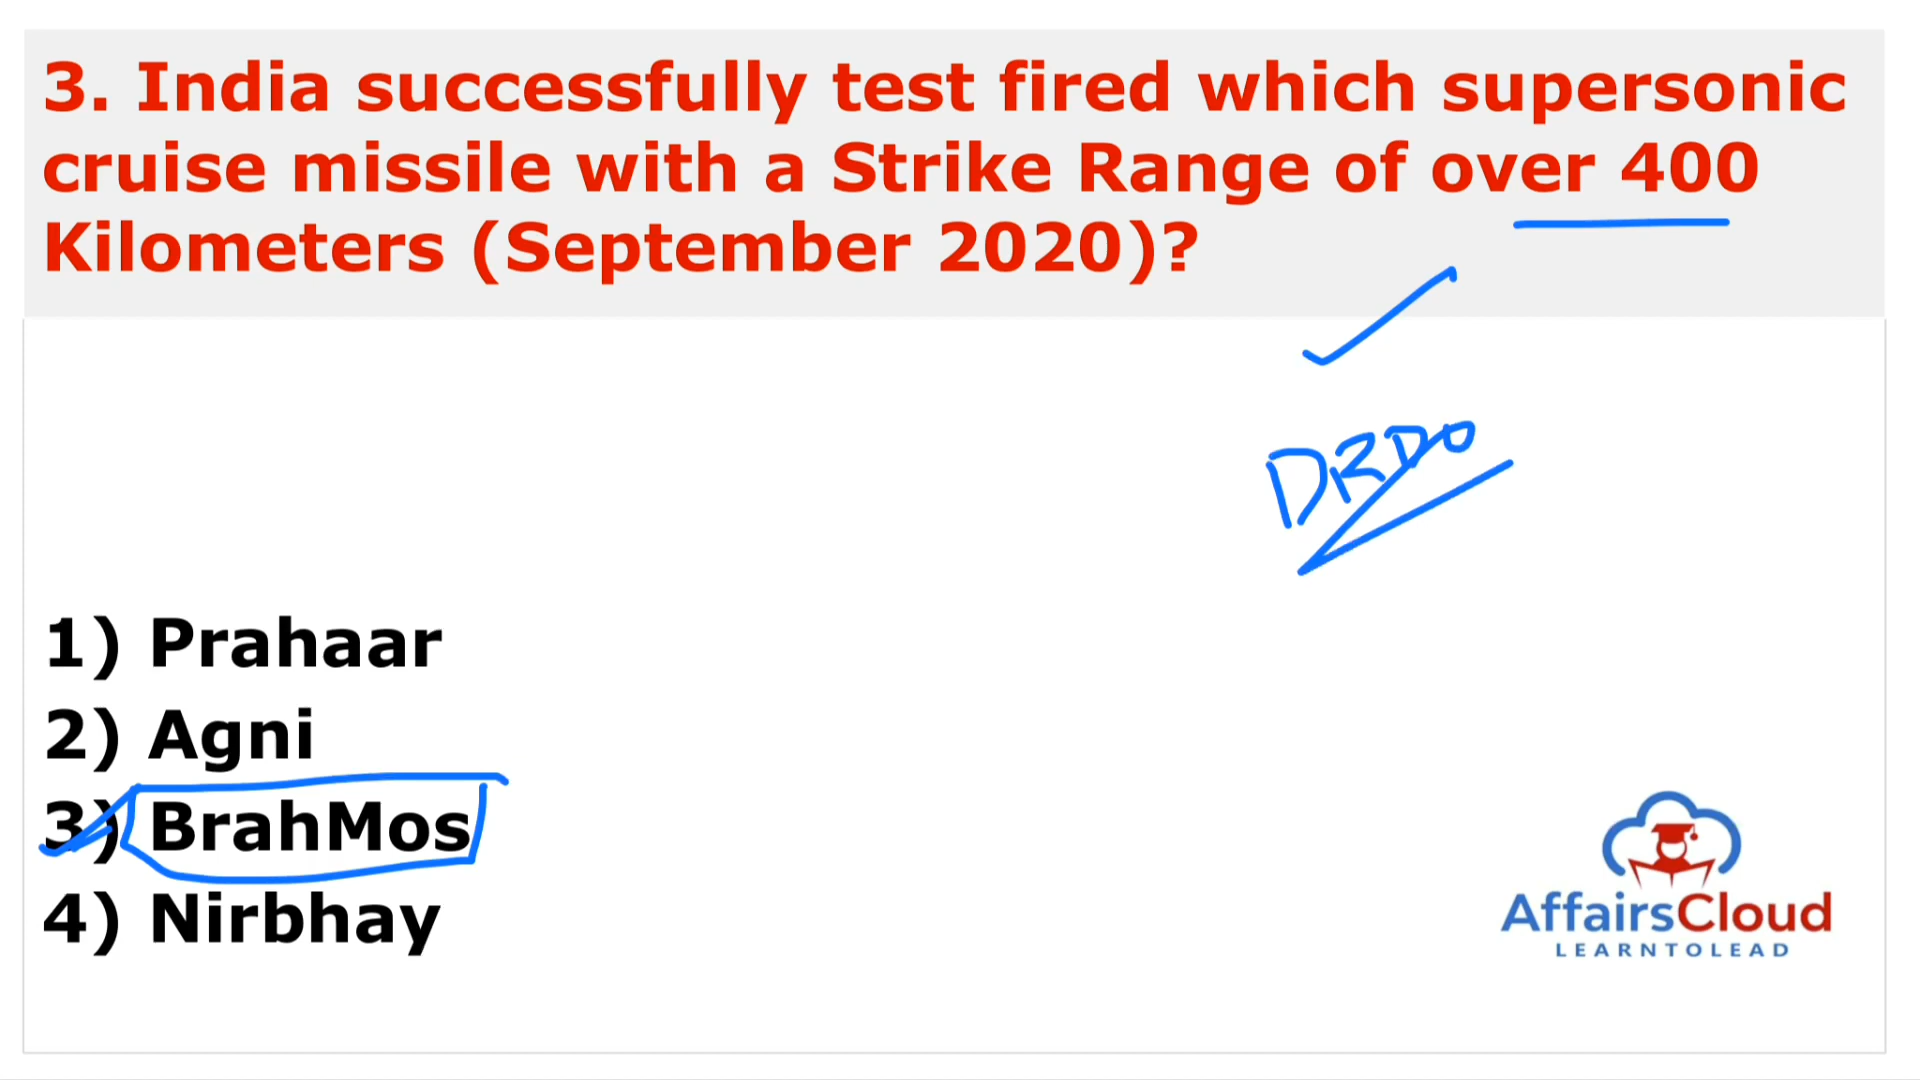 3. India successfully test fired which supersonic
cruise missile with a Strike Range of over 400
Kilometers (September 2020)?
DRDO
1) Prahaar
2) Agni
3) BrahMos
4) Nirbhay
AffairsCloud
LEARNTOLEAD